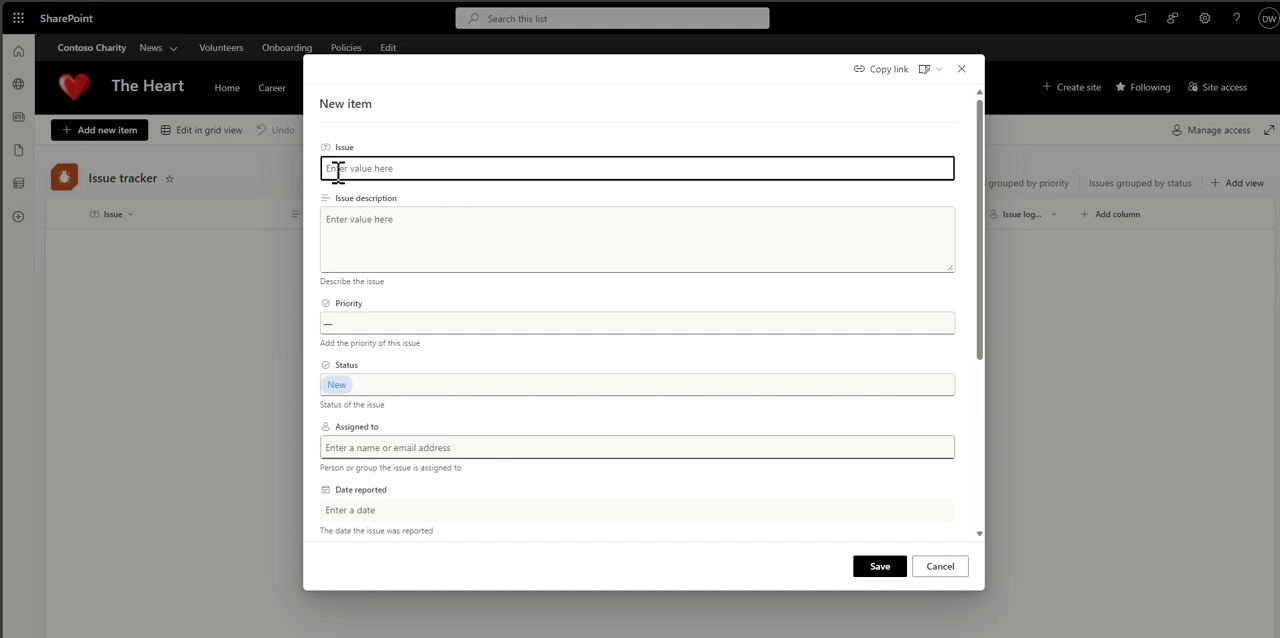 SharePoint
Search this list
DW
Contoso Charity News Volunteers Onboarding Policies Edit
The Heart Home Career
Create site Following Site access
Add new item Edit in grid view Undo
Manage access
Issue tracker
grouped by priority Issues grouped by status Add view
Issue
Issue log... Add column
Copy link
New item
Issue
Enter value here
Issue description
Enter value here
Describe the issue
Priority
—
Add the priority of this issue
Status
New
Status of the issue
Assigned to
Enter a name or email address
Person or group the issue is assigned to
Date reported
Enter a date
The date the issue was reported
Save Cancel